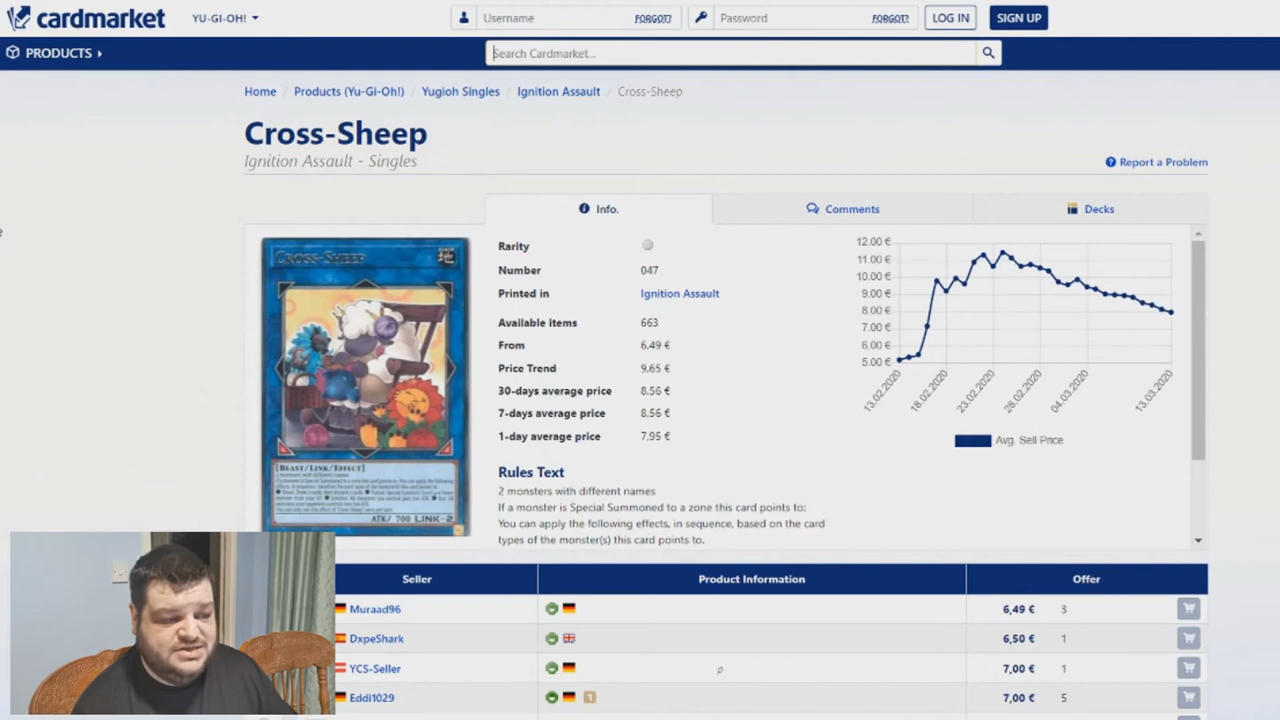 cardmarket
YU-GI-OH!
Username
FORGOT?
Password
FORGOT?
LOG IN
SIGN UP
PRODUCTS
Search Cardmarket...
Home / Products (Yu-Gi-Oh!) / Yugioh Singles / Ignition Assault / Cross-Sheep
Cross-Sheep
Ignition Assault - Singles
Report a Problem
Info.
Comments
Decks
CROSS-SHEEP
[BEAST/LINK/EFFECT]
2 monsters with different names
ATK/ 700 LINK-2
Rarity
Number 047
Printed in Ignition Assault
Available items 663
From 6,49 €
Price Trend 9,65 €
30-days average price 8,56 €
7-days average price 8,56 €
1-day average price 7,95 €
Rules Text
2 monsters with different names
If a monster is Special Summoned to a zone this card points to:
You can apply the following effects, in sequence, based on the card
types of the monster(s) this card points to.
12.00 €
11.00 €
10.00 €
9.00 €
8.00 €
7.00 €
6.00 €
5.00 €
13.02.2020
18.02.2020
23.02.2020
28.02.2020
04.03.2020
13.03.2020
Avg. Sell Price
Seller Product Information Offer
Muraad96 6,49 € 3
DxpeShark 6,50 € 1
YCS-Seller 7,00 € 1
Eddi1029 1 7,00 € 5